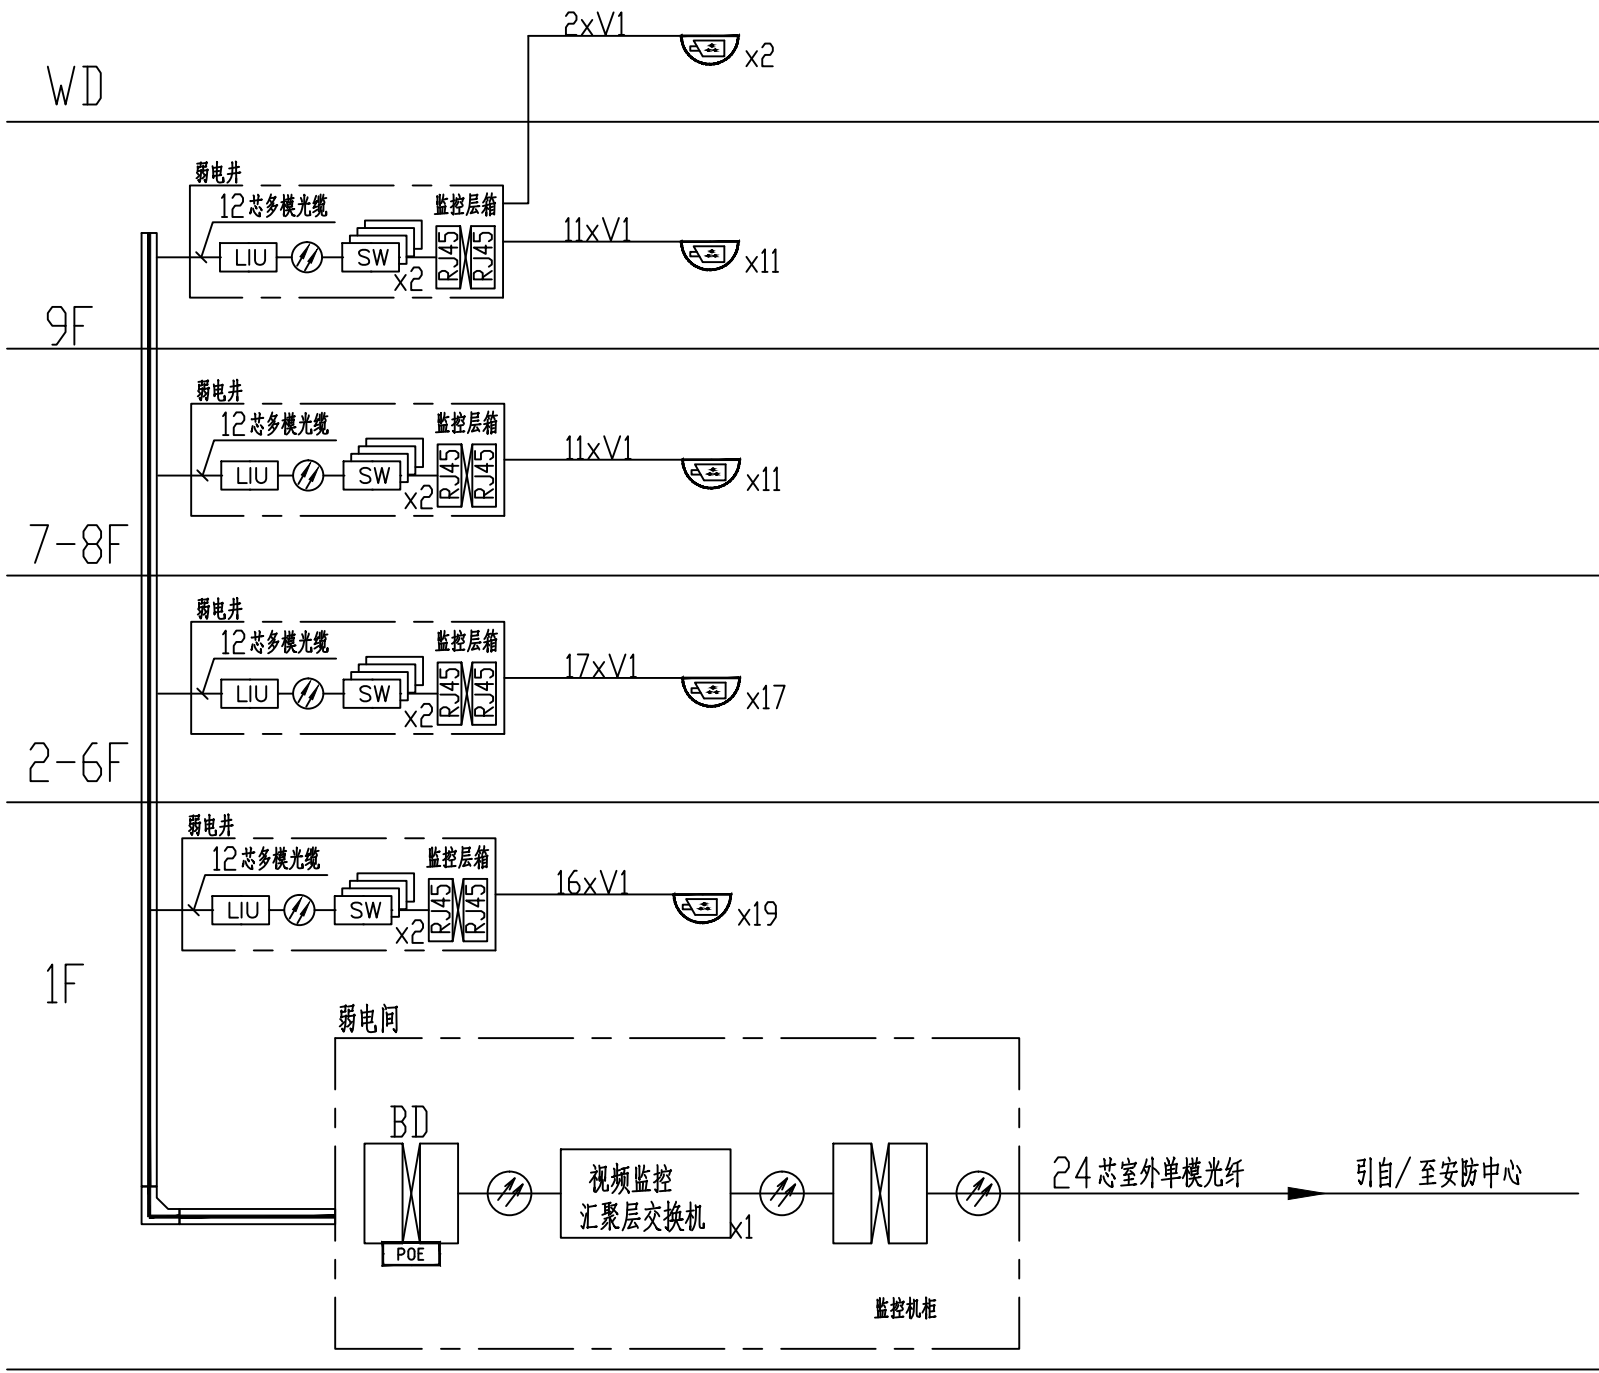 2xV1
x2
WD
弱电井
12芯多模光缆
监控层箱
LIU
SW
x2
RJ45
RJ45
11xV1
x11
9F
弱电井
12芯多模光缆
监控层箱
LIU
SW
x2
RJ45
RJ45
11xV1
x11
7-8F
弱电井
12芯多模光缆
监控层箱
LIU
SW
x2
RJ45
RJ45
17xV1
x17
2-6F
弱电井
12芯多模光缆
监控层箱
LIU
SW
x2
RJ45
RJ45
16xV1
x19
1F
弱电间
BD
POE
视频监控
汇聚层交换机
x1
监控机柜
24芯室外单模光纤
引自/至安防中心